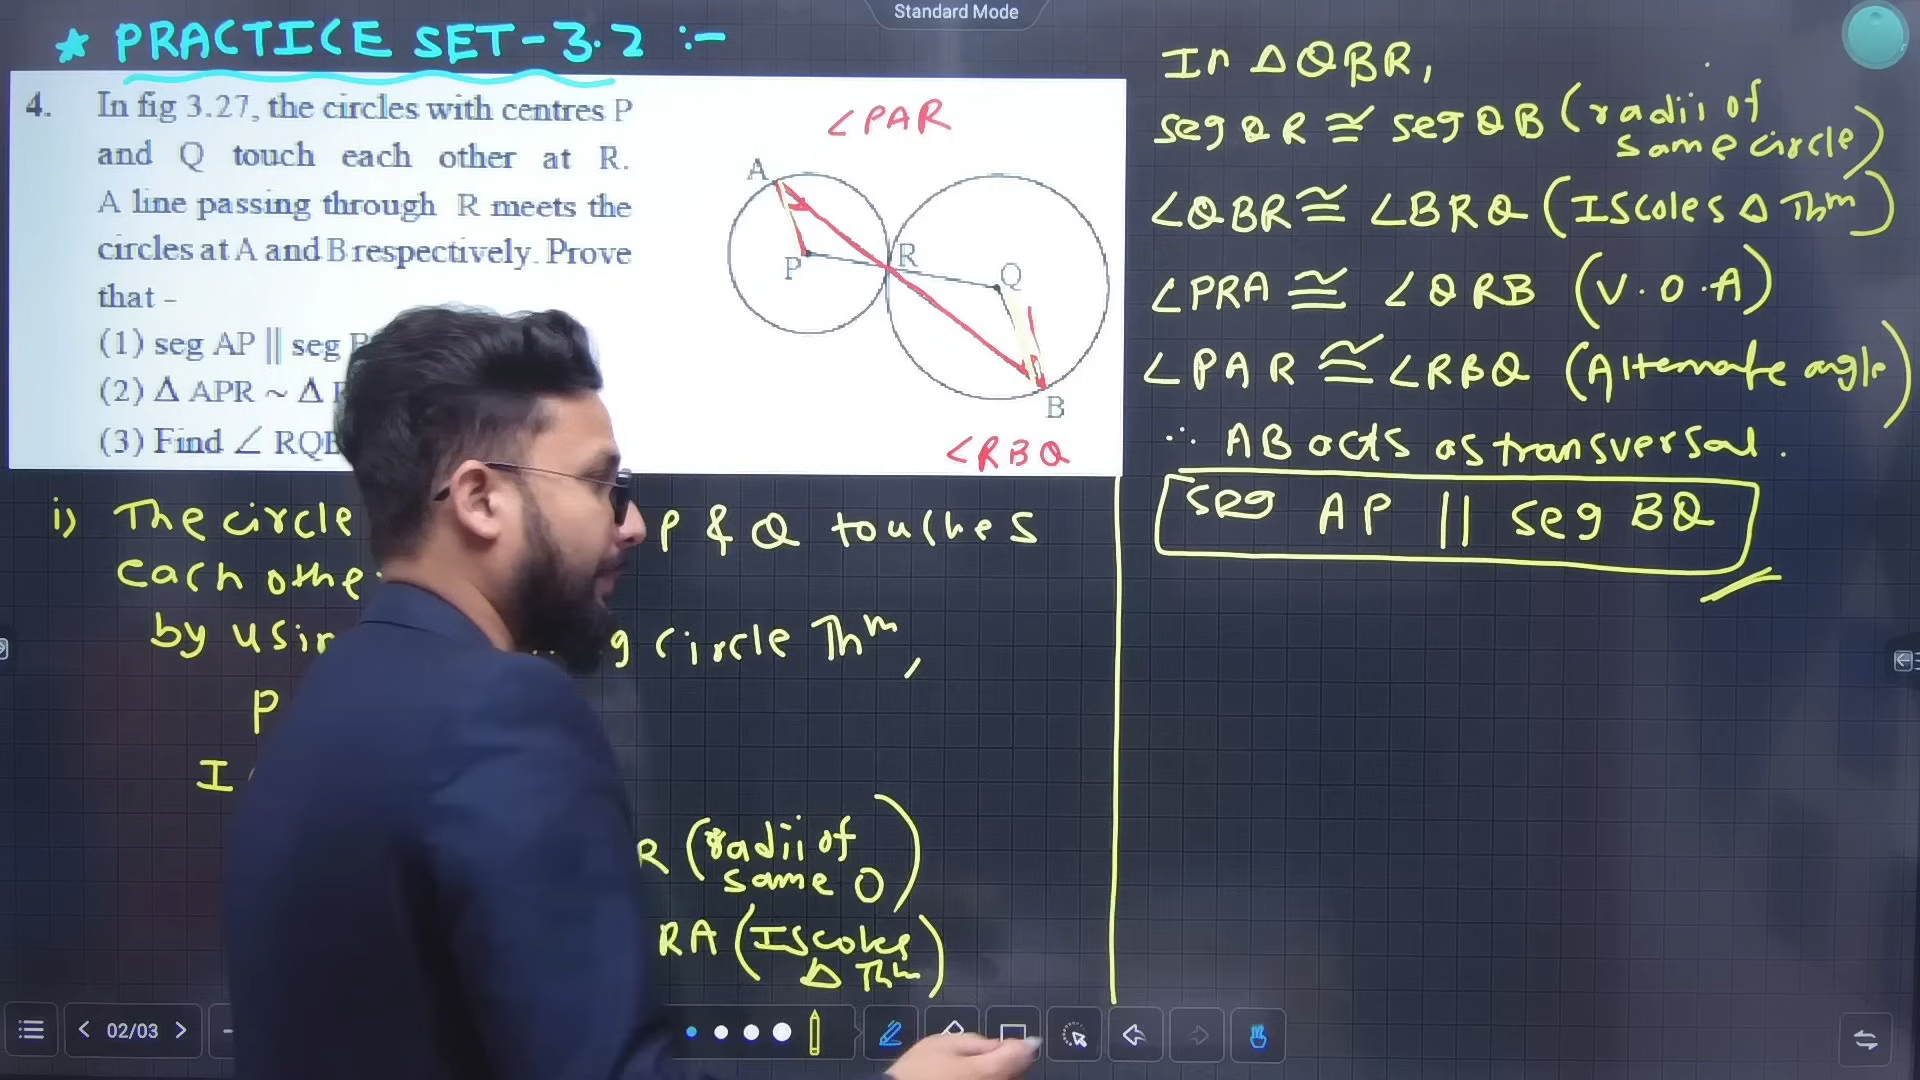 Standard Mode
* PRACTICE SET-3.2 :-
4. In fig 3.27, the circles with centres P
and Q touch each other at R.
A line passing through R meets the
circles at A and B respectively. Prove
that -
(1) seg AP || seg
(2) Δ APR ~ Δ
(3) Find ∠ RQB
∠PAR
A
P
R
Q
B
∠RBQ
i) The circle P & Q touches
each othe
by usin g circle Thm,
P
I
R (radii of
same O)
RA (Iscoles
Δ Thm)
In ΔQBR,
seg QR ≅ seg QB (radii of
same circle)
∠QBR ≅ ∠BRQ (IScoles Δ Thm)
∠PRA ≅ ∠QRB (V.O.A)
∠PAR ≅ ∠RBQ (Alternate angle)
∴ AB acts as transversal.
seg AP || seg BQ
02/03